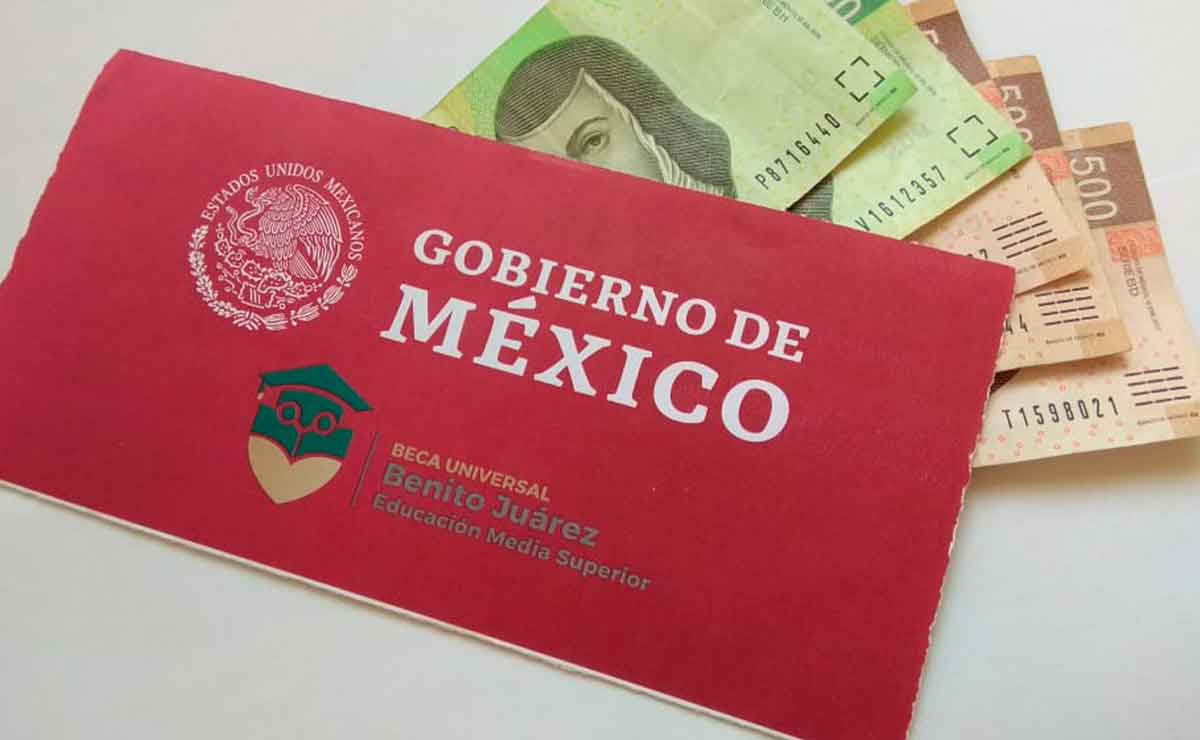 ESTADOS UNIDOS MEXICANOS
GOBIERNO DE
MÉXICO
BECA UNIVERSAL
Benito Juárez
Educación Media Superior
P8716440
V1612357
500
500
T1598021